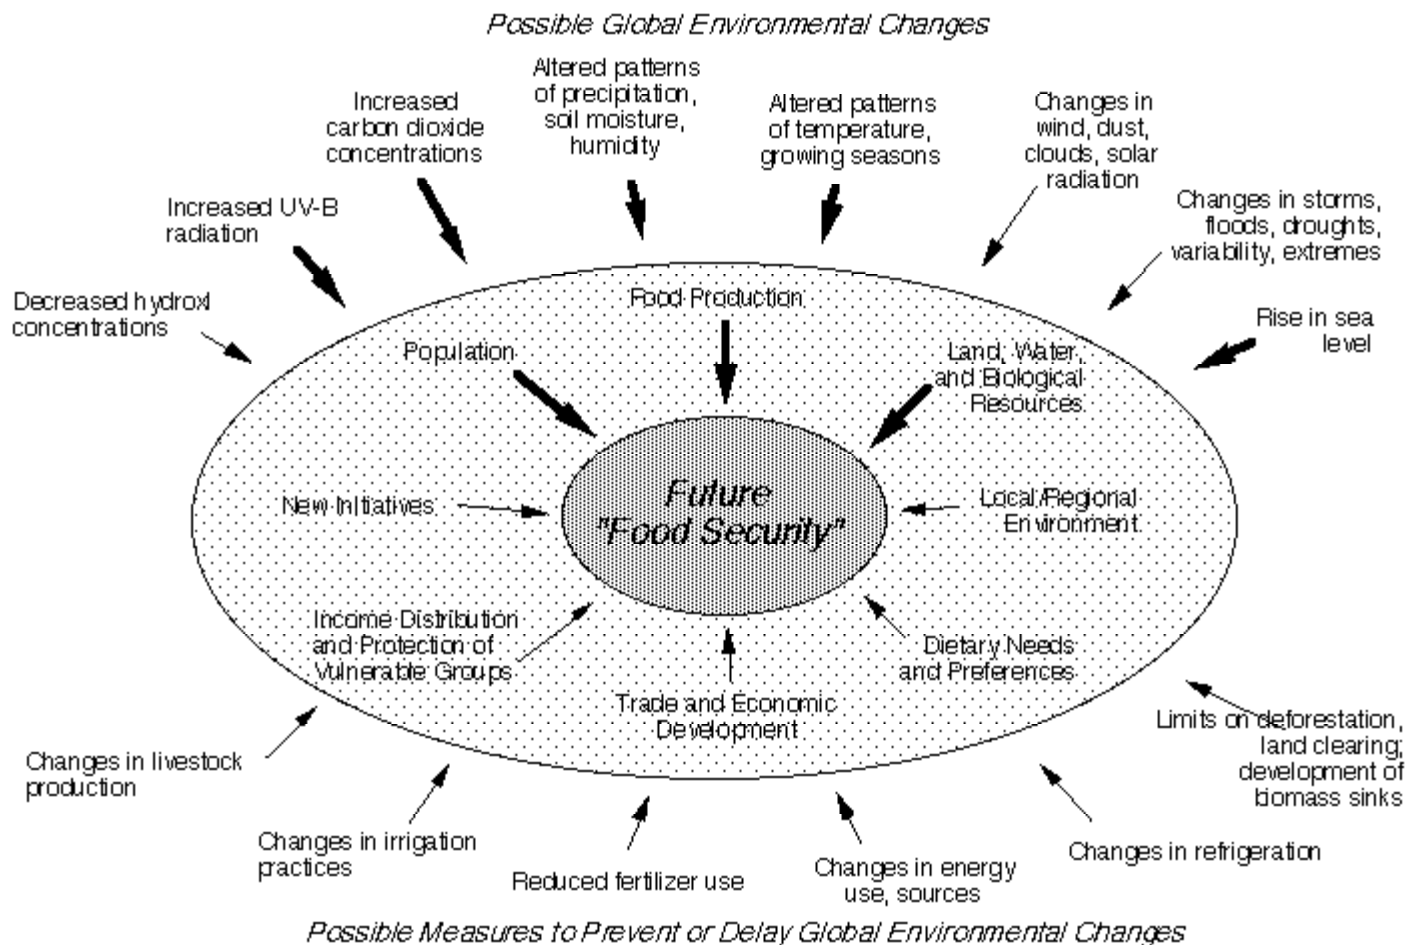 Possible Global Environmental Changes
Altered patterns
of precipitation,
soil moisture,
humidity
Increased
carbon dioxide
concentrations
Altered patterns
of temperature,
growing seasons
Changes in
wind, dust,
clouds, solar
radiation
Increased UV-B
radiation
Changes in storms,
floods, droughts,
variability, extremes
Decreased hydroxl
concentrations
Rise in sea
level
Food Production
Population
Land, Water,
and Biological
Resources
Future
"Food Security"
New Initiatives
Local/Regional
Environment
Income Distribution
and Protection of
Vulnerable Groups
Dietary Needs
and Preferences
Trade and Economic
Development
Changes in livestock
production
Limits on deforestation,
land clearing;
development of
biomass sinks
Changes in irrigation
practices
Reduced fertilizer use
Changes in energy
use, sources
Changes in refrigeration
Possible Measures to Prevent or Delay Global Environmental Changes